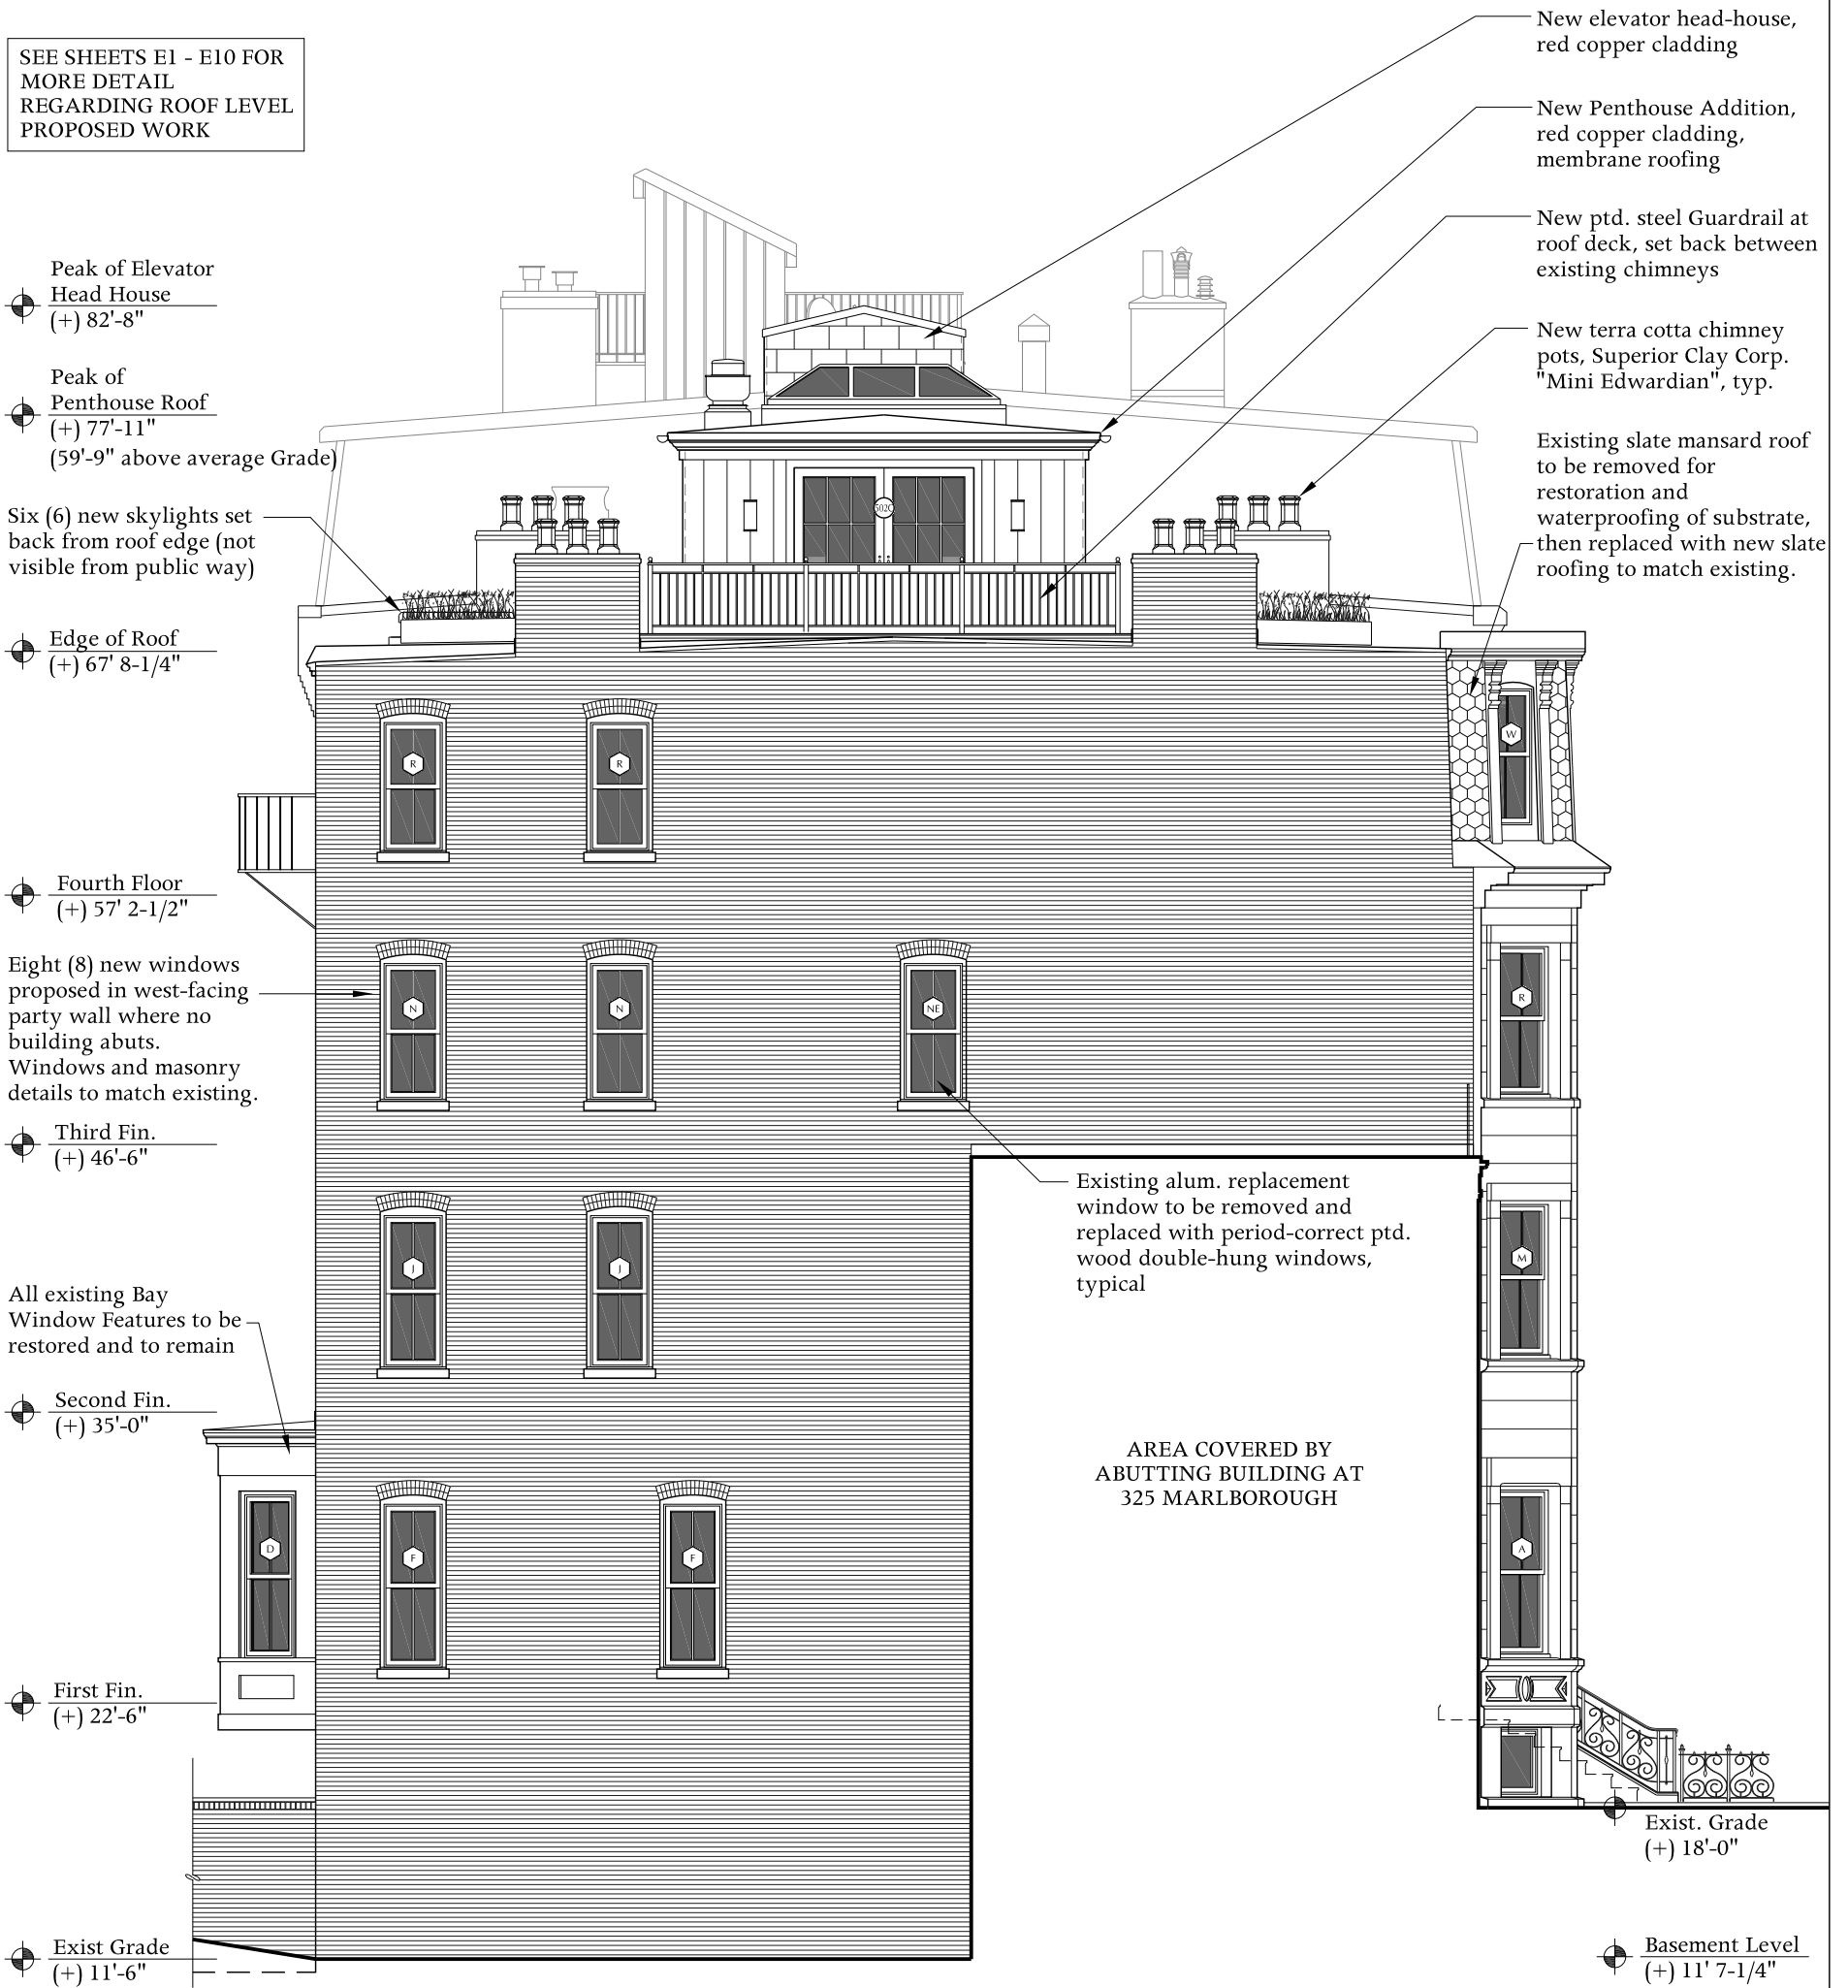 SEE SHEETS E1 - E10 FOR
MORE DETAIL
REGARDING ROOF LEVEL
PROPOSED WORK
New elevator head-house,
red copper cladding
New Penthouse Addition,
red copper cladding,
membrane roofing
New ptd. steel Guardrail at
roof deck, set back between
existing chimneys
New terra cotta chimney
pots, Superior Clay Corp.
"Mini Edwardian", typ.
Existing slate mansard roof
to be removed for
restoration and
waterproofing of substrate,
then replaced with new slate
roofing to match existing.
Peak of Elevator
Head House
(+) 82'-8"
Peak of
Penthouse Roof
(+) 77'-11"
(59'-9" above average Grade)
Six (6) new skylights set
back from roof edge (not
visible from public way)
502C
Edge of Roof
(+) 67' 8-1/4"
R
R
W
Fourth Floor
(+) 57' 2-1/2"
Eight (8) new windows
proposed in west-facing
party wall where no
building abuts.
Windows and masonry
details to match existing.
N
N
NE
R
Third Fin.
(+) 46'-6"
Existing alum. replacement
window to be removed and
replaced with period-correct ptd.
wood double-hung windows,
typical
J
J
M
All existing Bay
Window Features to be
restored and to remain
Second Fin.
(+) 35'-0"
AREA COVERED BY
ABUTTING BUILDING AT
325 MARLBOROUGH
D
F
F
A
First Fin.
(+) 22'-6"
Exist. Grade
(+) 18'-0"
Exist Grade
(+) 11'-6"
Basement Level
(+) 11' 7-1/4"